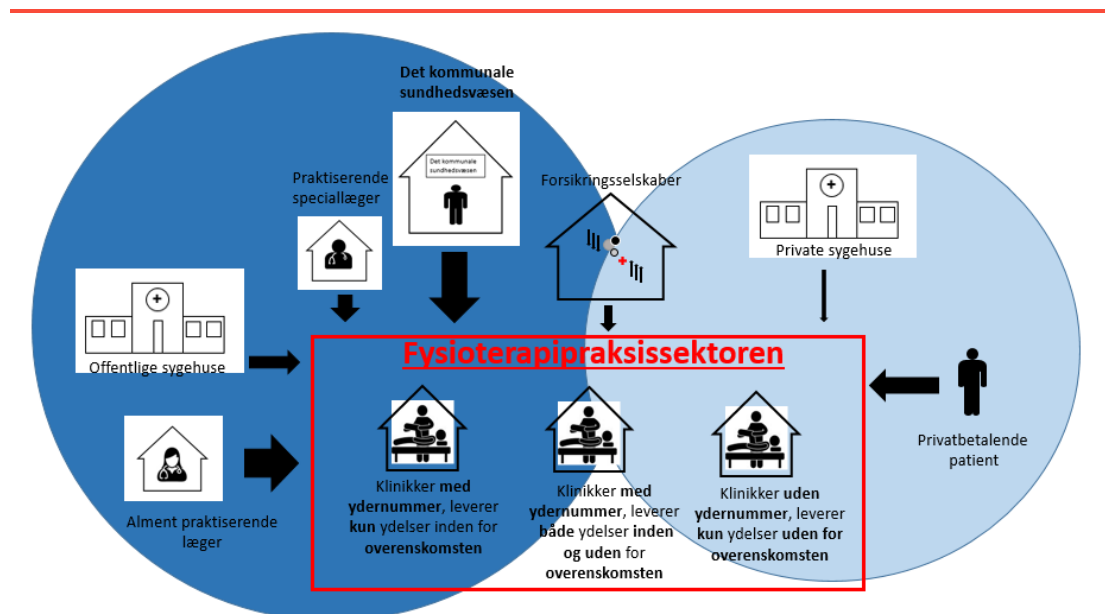 Det kommunale
sundhedsvæsen
Det kommunale
sundhedsvæsen
Praktiserende
speciallæger
Forsikringsselskaber
Private sygehuse
Offentlige sygehuse
Fysioterapipraksissektoren
Alment praktiserende
læger
Klinikker med
ydernummer, leverer
kun ydelser inden for
overenskomsten
Klinikker med
ydernummer, leverer
både ydelser inden
og uden for
overenskomsten
Klinikker uden
ydernummer, leverer
kun ydelser uden for
overenskomsten
Privatbetalende
patient